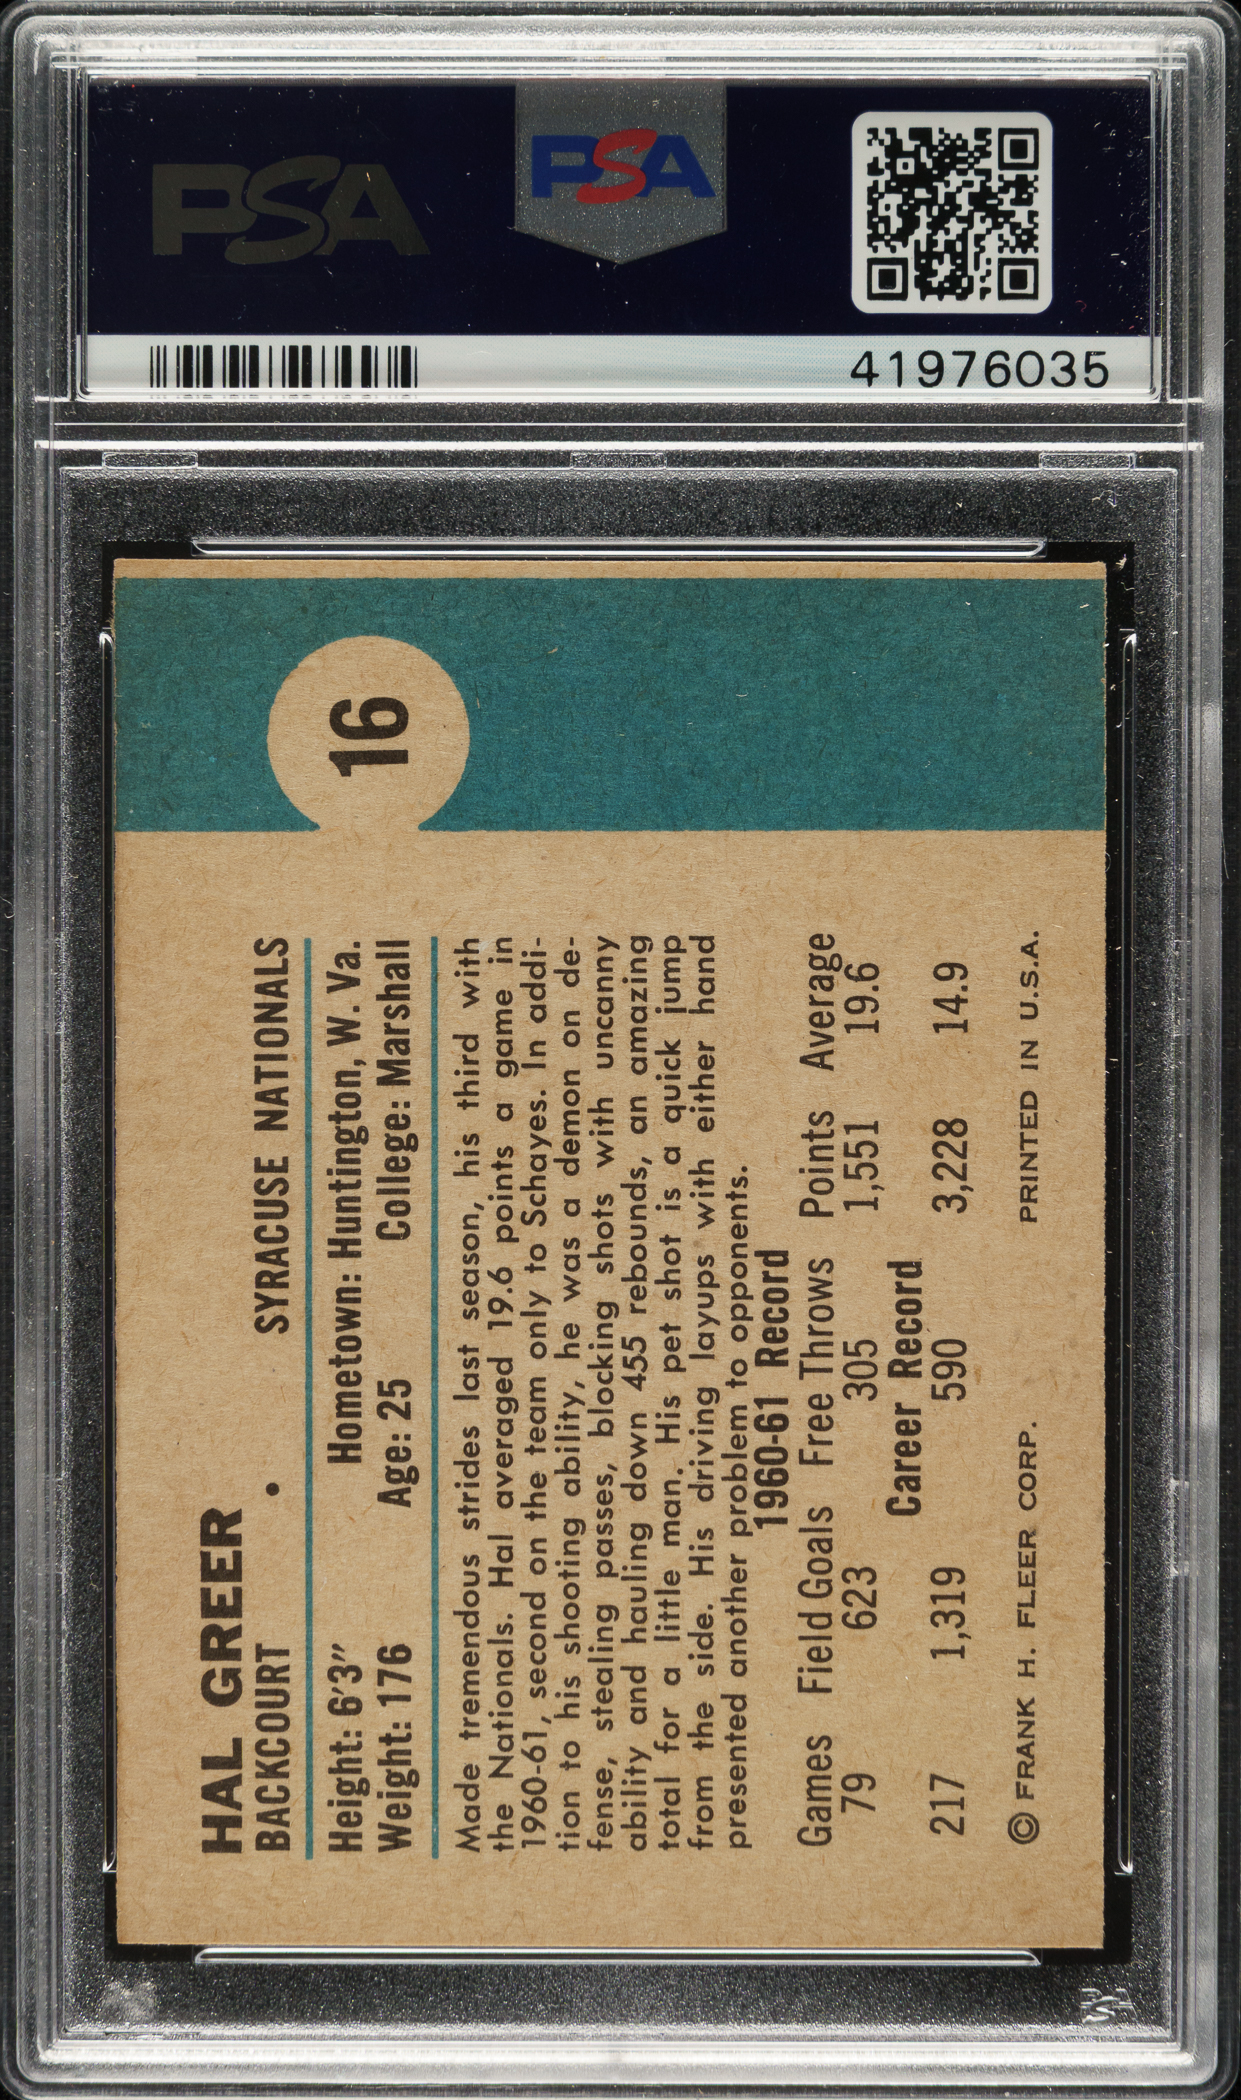 PSA
PSA
41976035
16
HAL GREER
BACKCOURT • SYRACUSE NATIONALS
Height: 6'3" Hometown: Huntington, W. Va.
Weight: 176 Age: 25 College: Marshall
Made tremendous strides last season, his third with
the Nationals. Hal averaged 19.6 points a game in
1960-61, second on the team only to Schayes. In addi-
tion to his shooting ability, he was a demon on de-
fense, stealing passes, blocking shots with uncanny
ability and hauling down 455 rebounds, an amazing
total for a little man. His pet shot is a quick jump
from the side. His driving layups with either hand
presented another problem to opponents.
1960-61 Record
Games Field Goals Free Throws Points Average
79 623 305 1,551 19.6
Career Record
217 1,319 590 3,228 14.9
© FRANK H. FLEER CORP. PRINTED IN U.S.A.